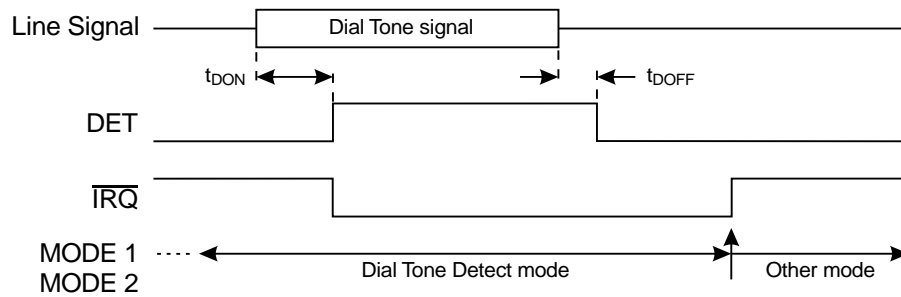 Line Signal
Dial Tone signal
tDON
tDOFF
DET
IRQ
MODE 1
MODE 2
Dial Tone Detect mode
Other mode